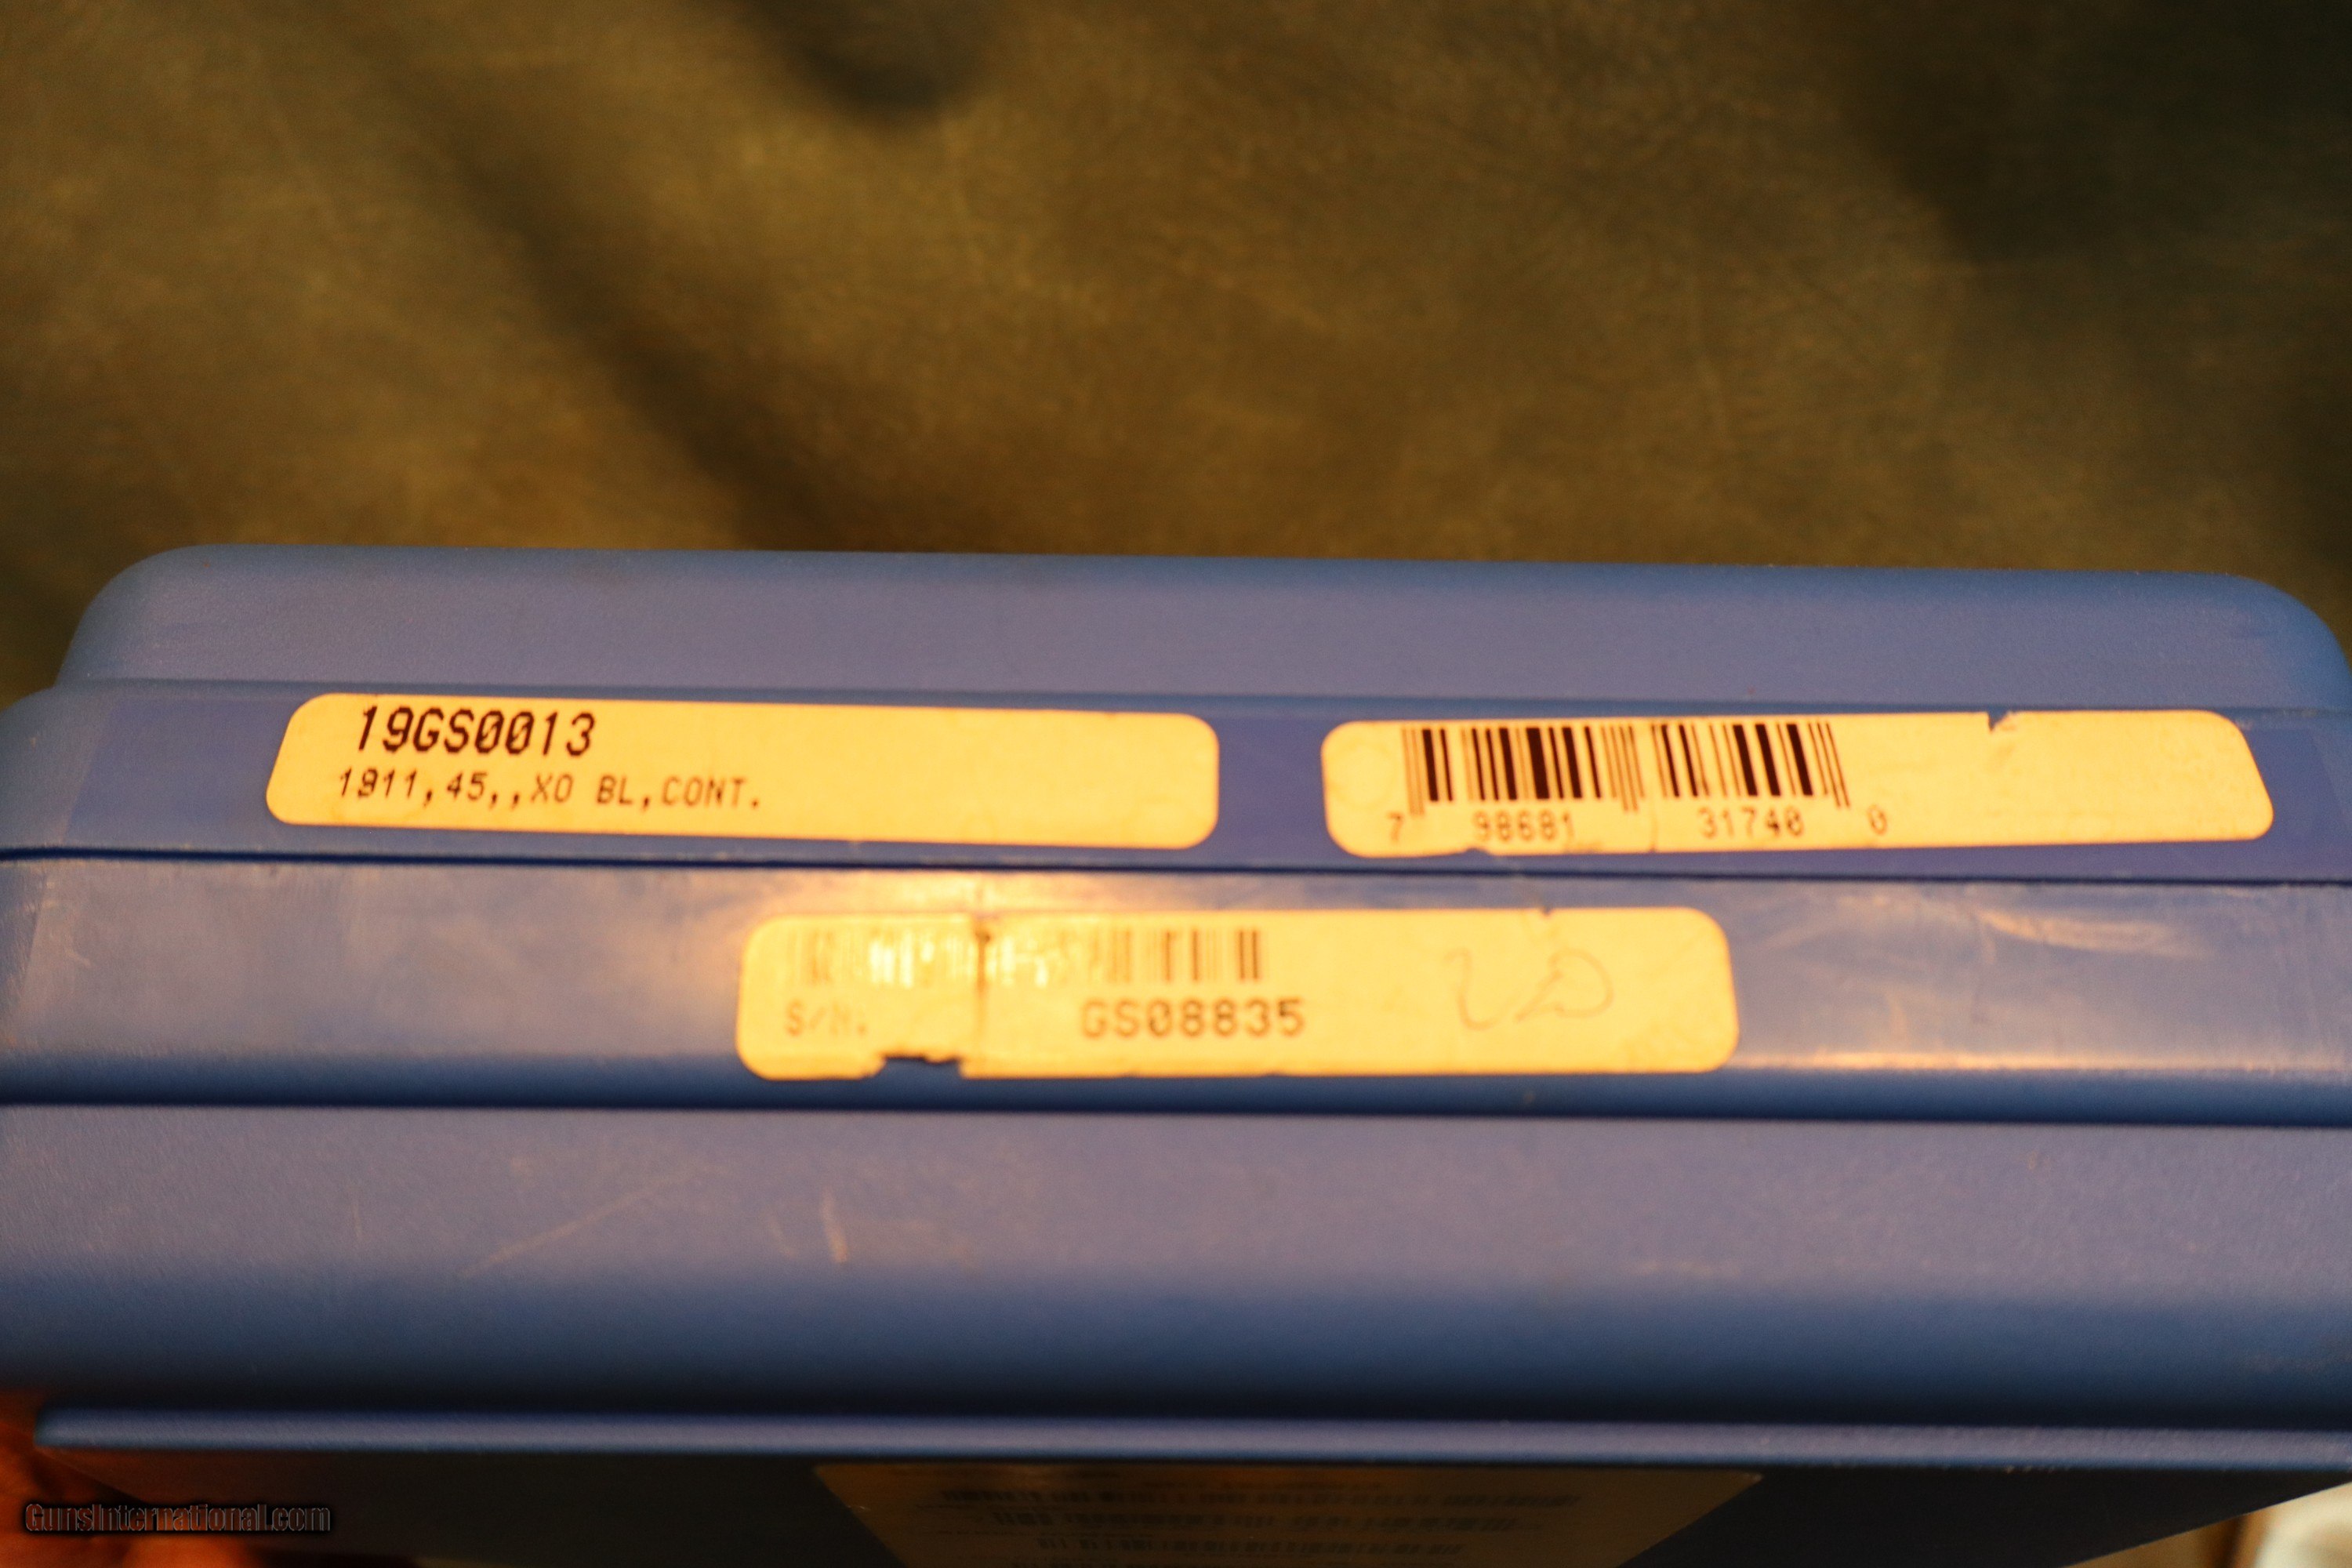 19GS0013
1911,45,,XO BL,CONT.
7 98681 31740 0
S/N. GS08835
GunsInternational.com